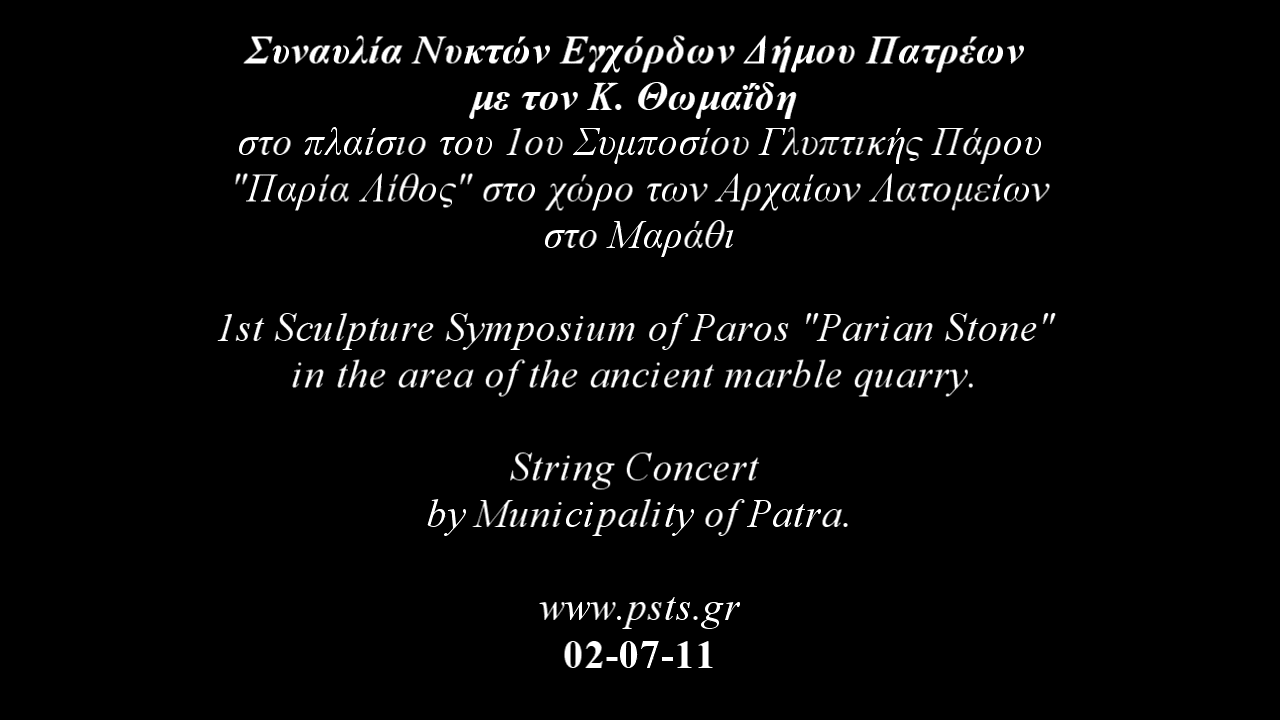 Συναυλία Νυκτών Εγχόρδων Δήμου Πατρέων
με τον Κ. Θωμαΐδη
στο πλαίσιο του 1ου Συμποσίου Γλυπτικής Πάρου
"Παρία Λίθος" στο χώρο των Αρχαίων Λατομείων
στο Μαράθι
1st Sculpture Symposium of Paros "Parian Stone"
in the area of the ancient marble quarry.
String Concert
by Municipality of Patra.
www.psts.gr
02-07-11